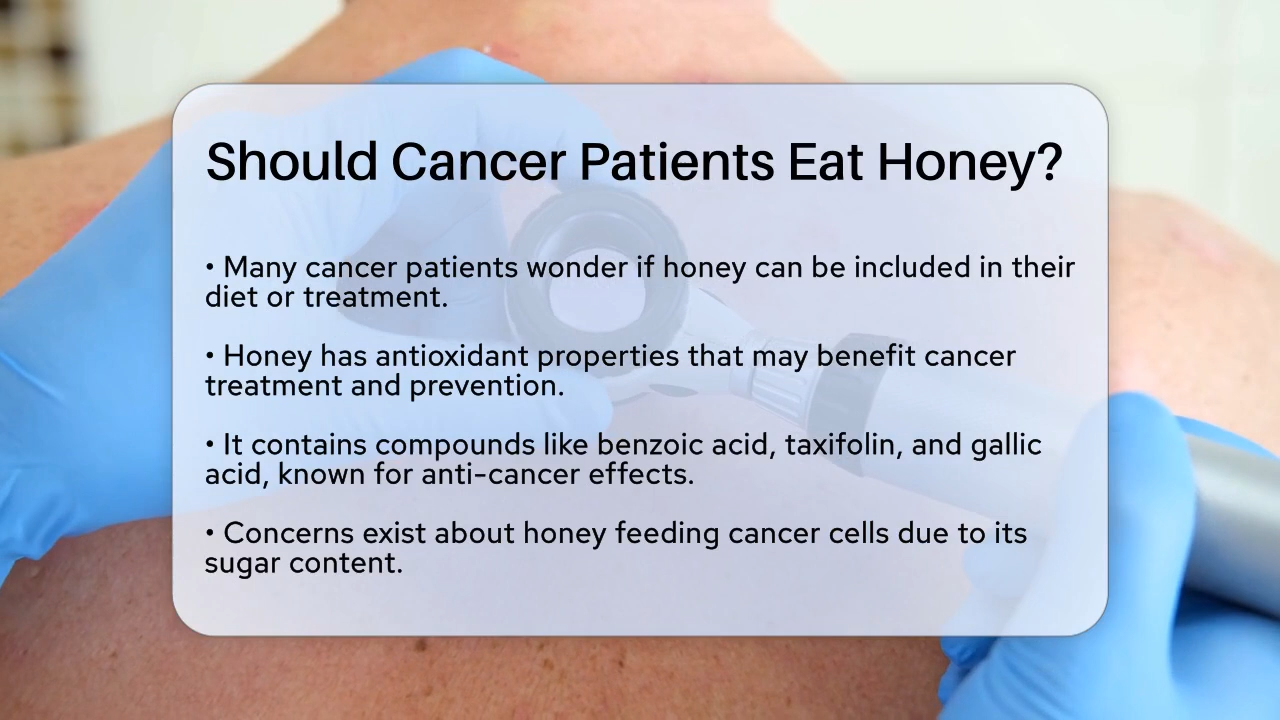 Should Cancer Patients Eat Honey?
• Many cancer patients wonder if honey can be included in their
diet or treatment.
• Honey has antioxidant properties that may benefit cancer
treatment and prevention.
• It contains compounds like benzoic acid, taxifolin, and gallic
acid, known for anti-cancer effects.
• Concerns exist about honey feeding cancer cells due to its
sugar content.